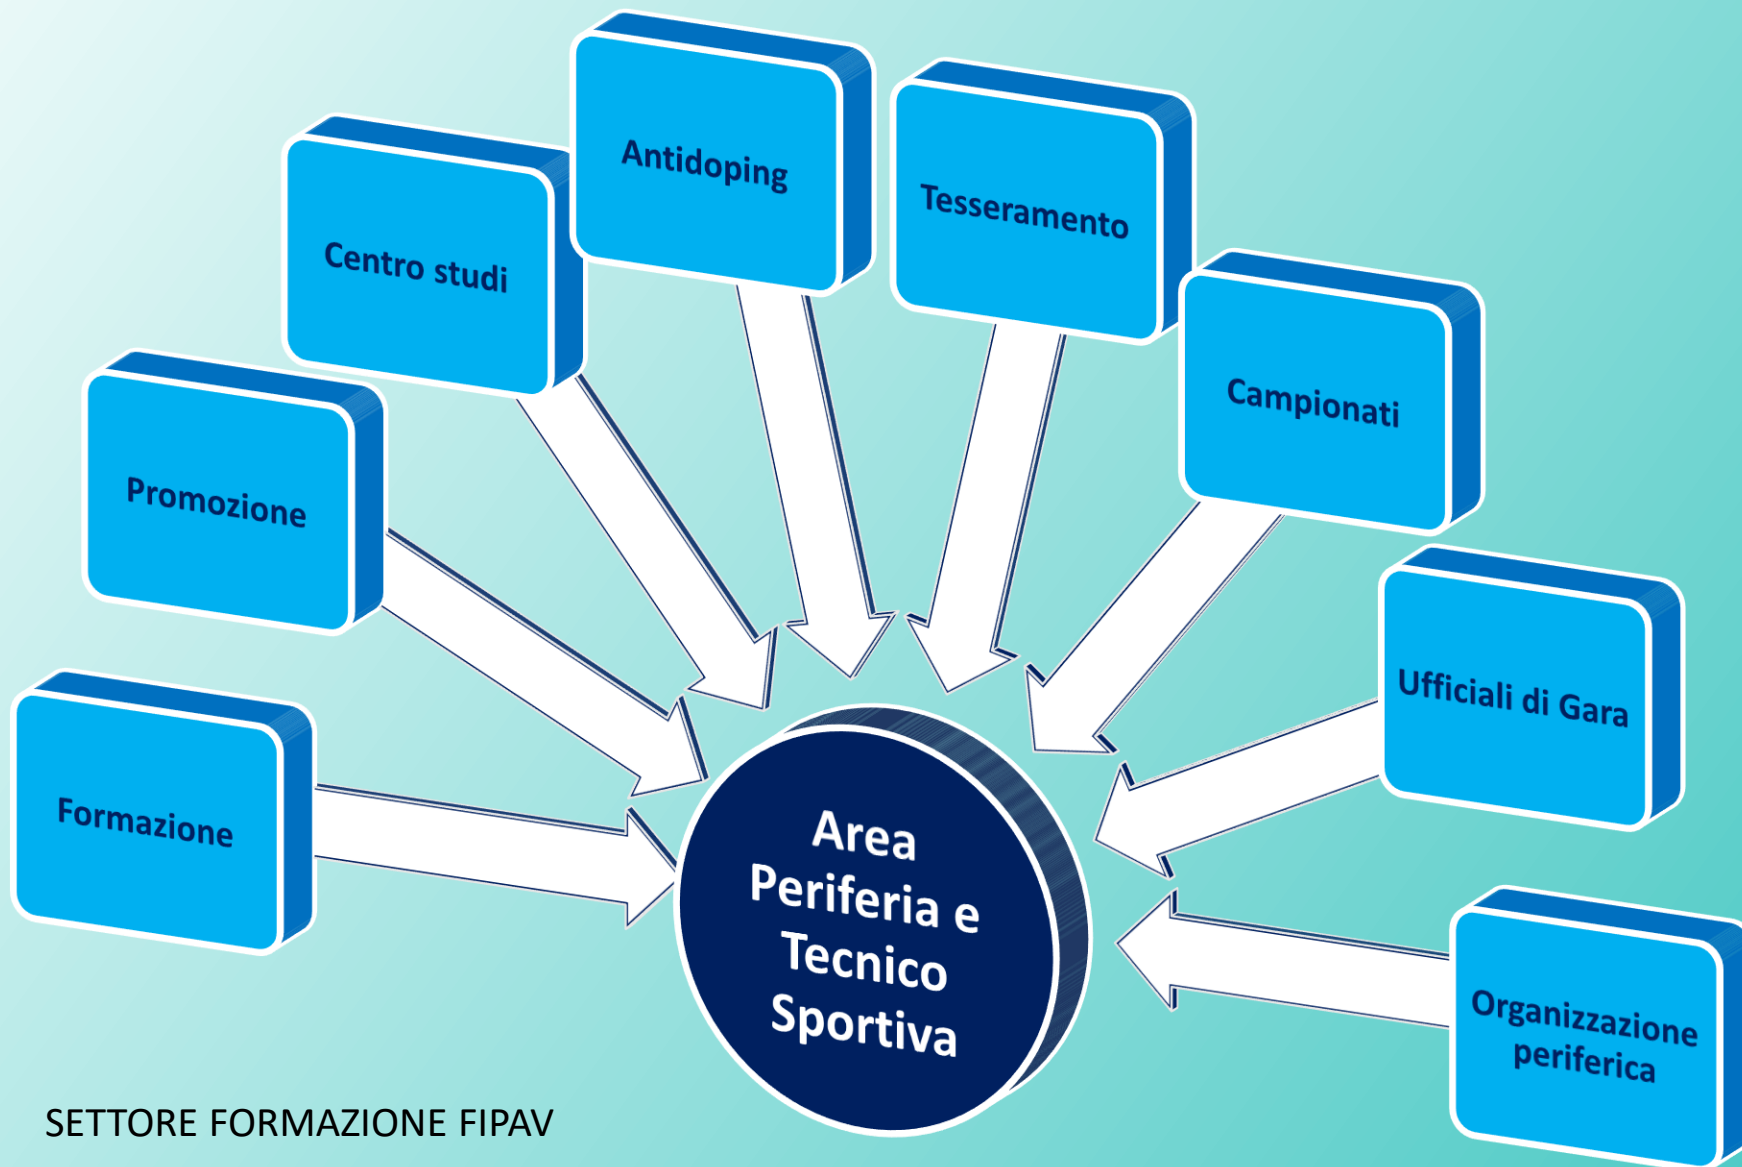 Antidoping
Tesseramento
Centro studi
Campionati
Promozione
Ufficiali di Gara
Formazione
Area
Periferia e
Tecnico
Sportiva
Organizzazione
periferica
SETTORE FORMAZIONE FIPAV